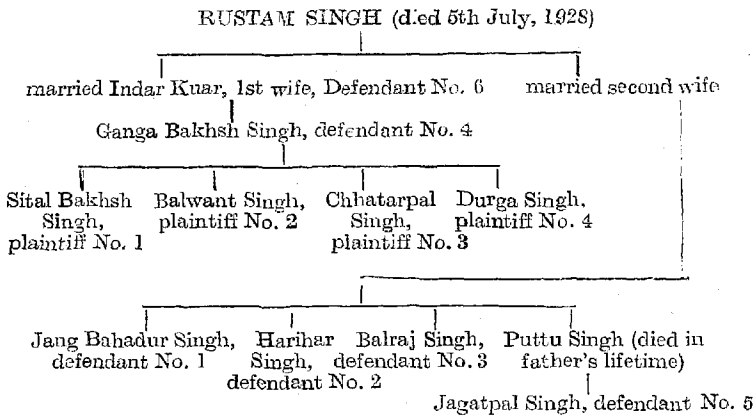 RUSTAM SINGH (died 5th July, 1928)
married Indar Kuar, 1st wife, Defendant No. 6 married second wife
Ganga Bakhsh Singh, defendant No. 4
Sital Bakhsh Balwant Singh, Chhatarpal Durga Singh,
Singh, plaintiff No. 2 Singh, plaintiff No. 4
plaintiff No. 1 plaintiff No. 3
Jang Bahadur Singh, Harihar Balraj Singh, Puttu Singh (died in
defendant No. 1 Singh, defendant No. 3 father's lifetime)
defendant No. 2
Jagatpal Singh, defendant No. 5